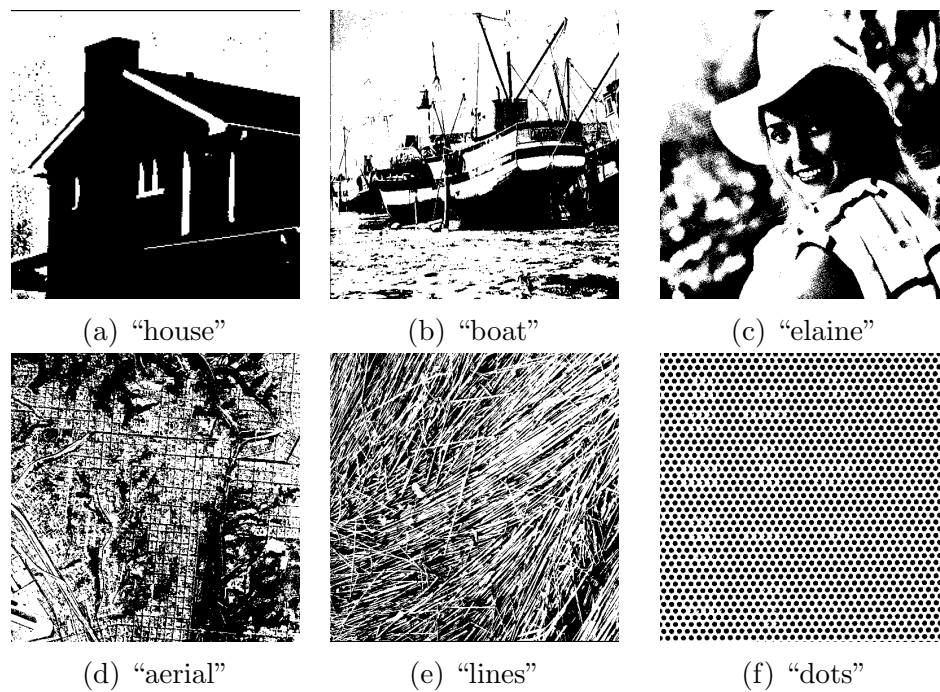 (a) “house”
(b) “boat”
(c) “elaine”
(d) “aerial”
(e) “lines”
(f) “dots”